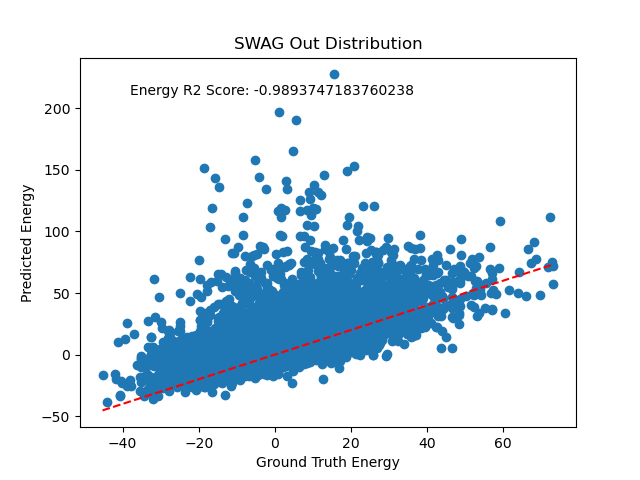 SWAG Out Distribution
Energy R2 Score: -0.9893747183760238
200
150
100
50
0
−50
Predicted Energy
−40 −20 0 20 40 60
Ground Truth Energy